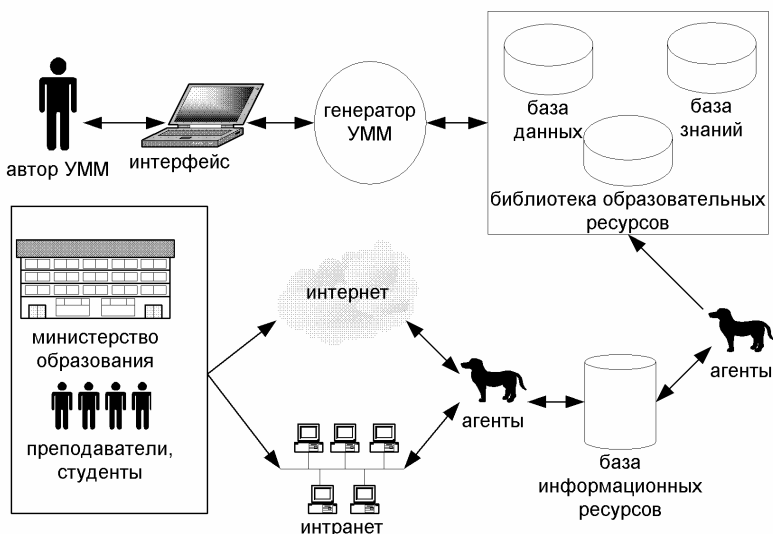 автор УММ
интерфейс
генератор
УММ
база
данных
база
знаний
библиотека образовательных
ресурсов
министерство
образования
преподаватели,
студенты
интернет
интранет
агенты
база
информационных
ресурсов
агенты